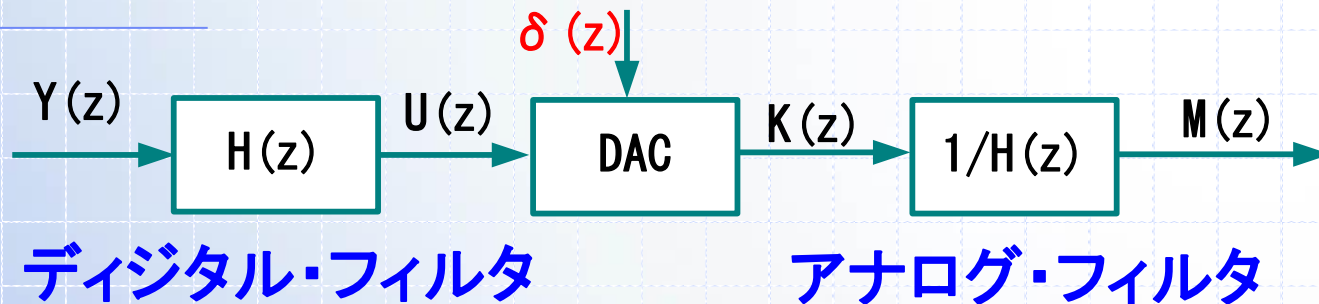 δ(z)
Y(z)
H(z)
U(z)
DAC
K(z)
1/H(z)
M(z)
ディジタル・フィルタ
アナログ・フィルタ